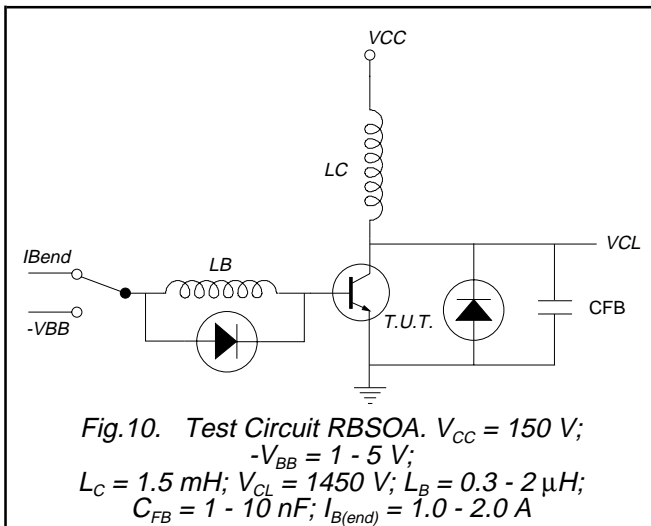 VCC
LC
IBend
LB
VCL
-VBB
T.U.T.
CFB
Fig.10. Test Circuit RBSOA. VCC = 150 V;
-VBB = 1 - 5 V;
LC = 1.5 mH; VCL = 1450 V; LB = 0.3 - 2 μH;
CFB = 1 - 10 nF; IB(end) = 1.0 - 2.0 A